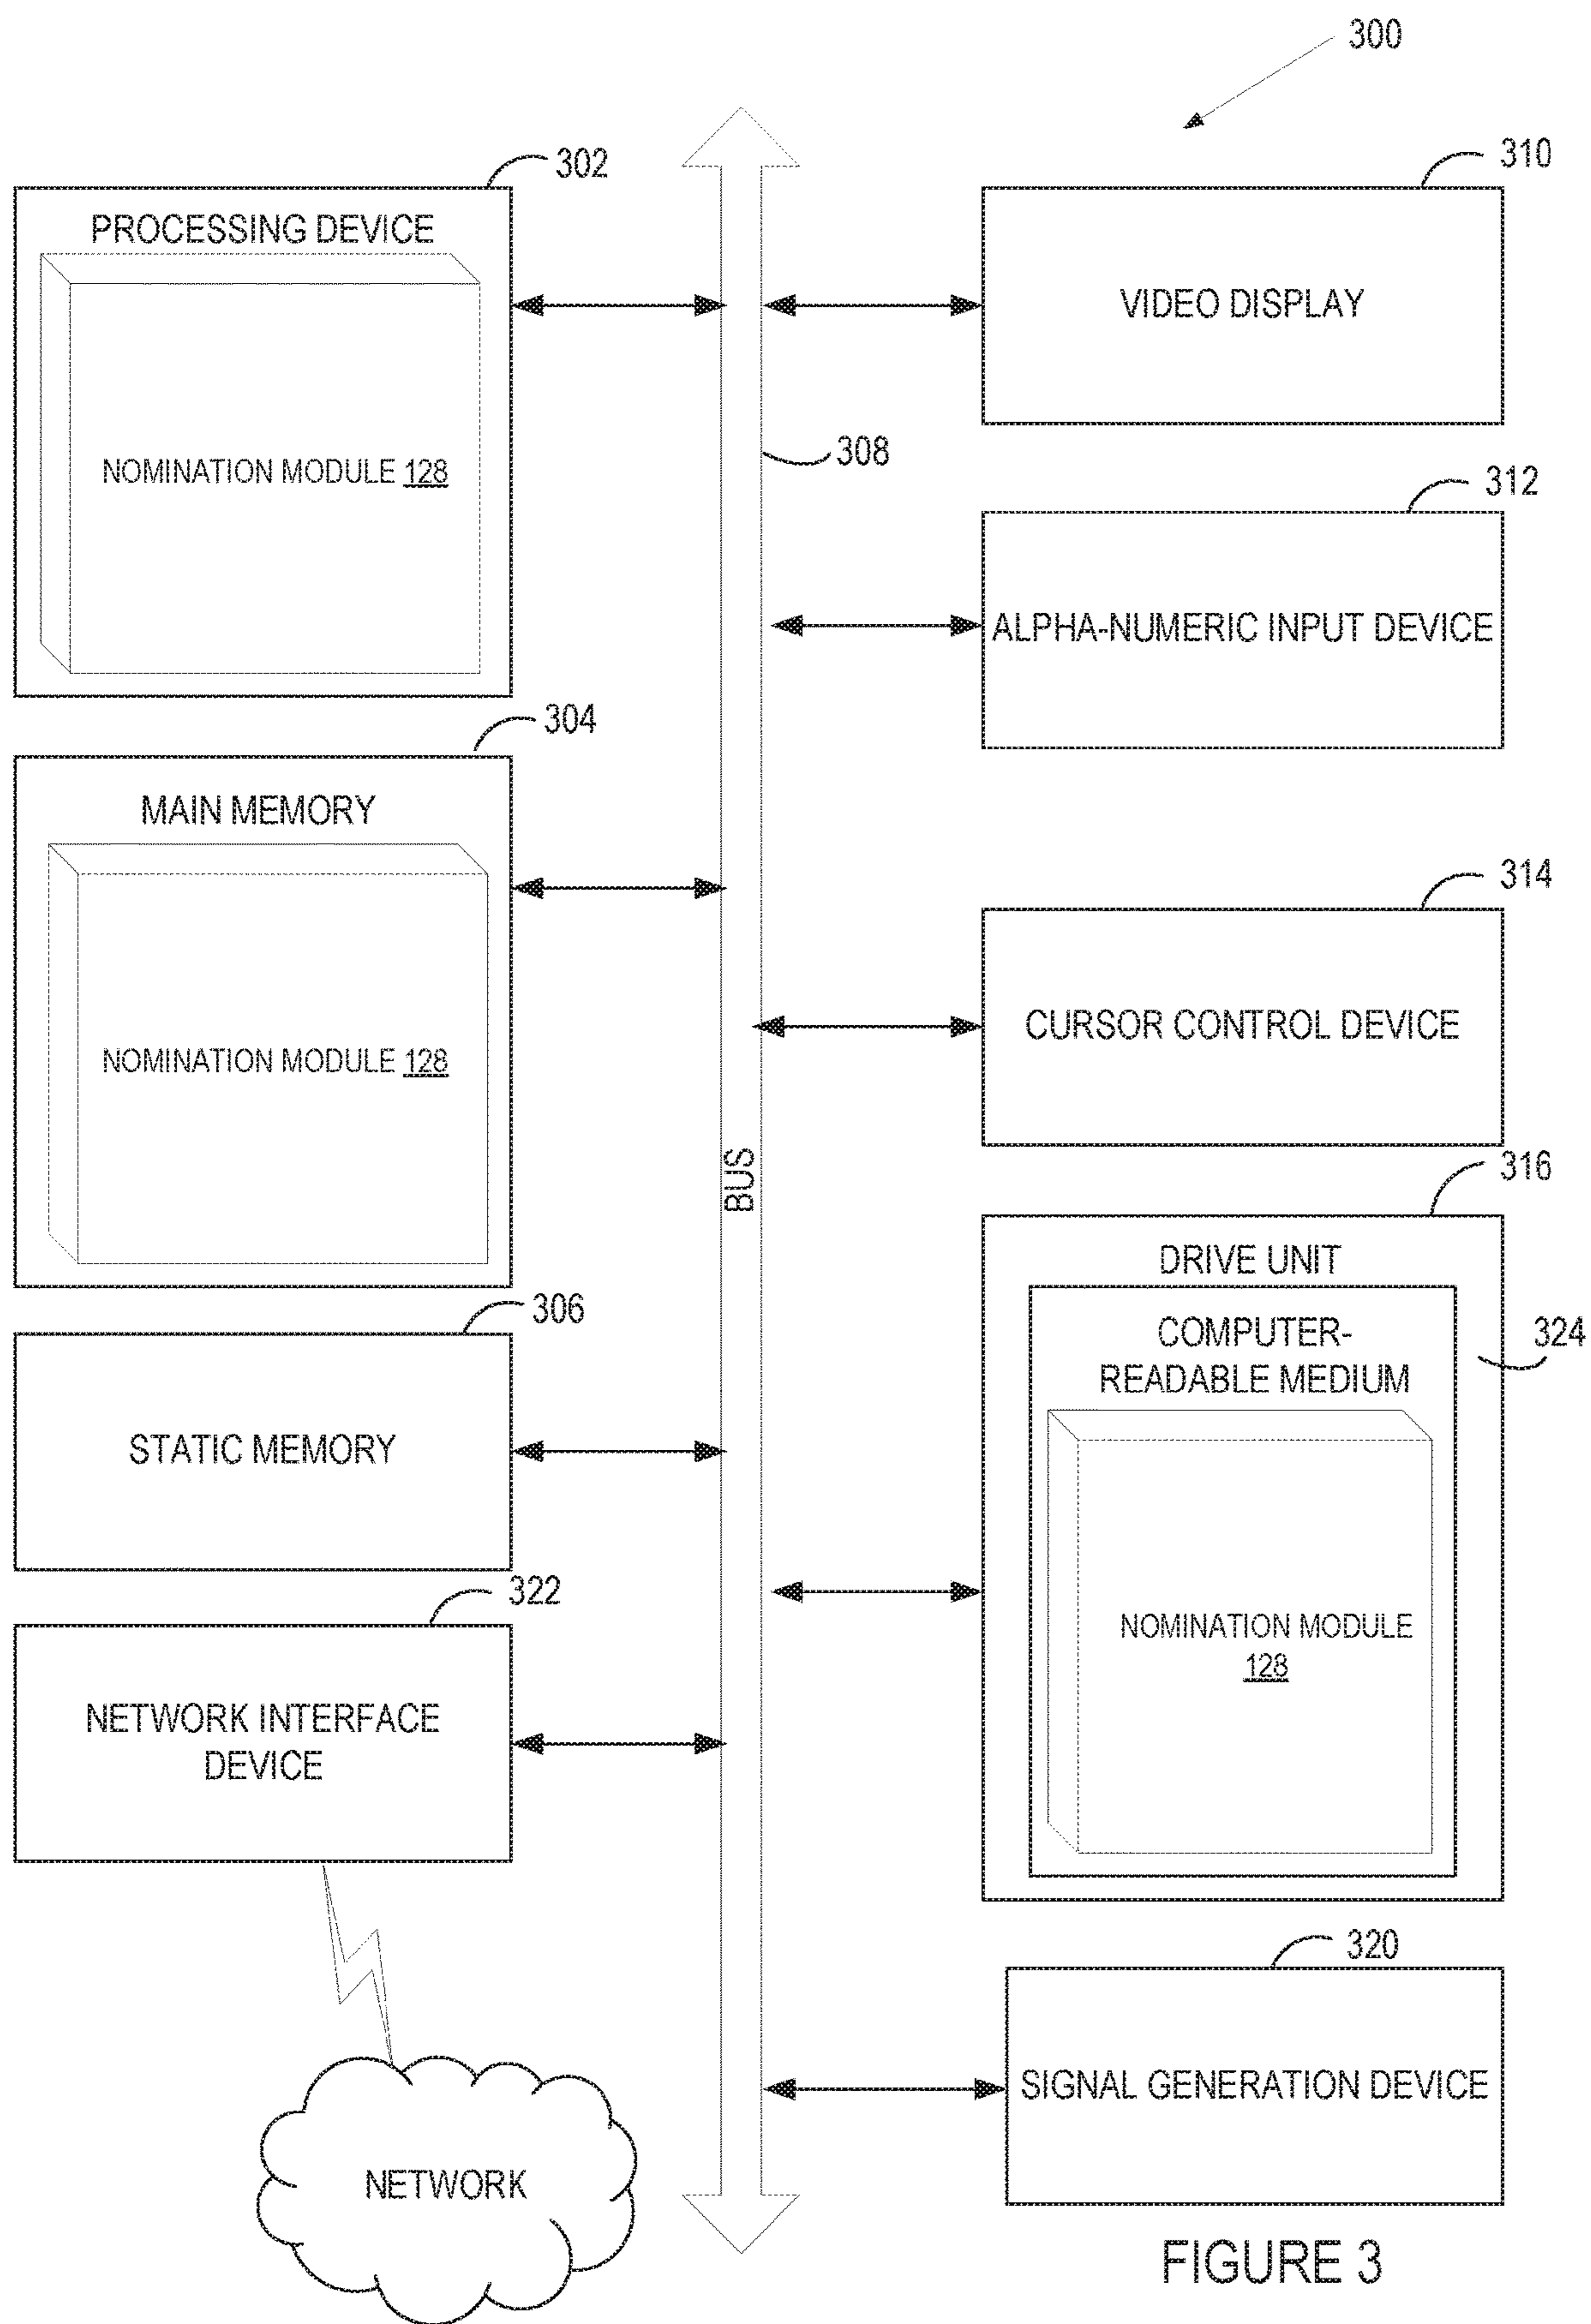 300
302
PROCESSING DEVICE
NOMINATION MODULE 128
304
MAIN MEMORY
NOMINATION MODULE 128
306
STATIC MEMORY
322
NETWORK INTERFACE
DEVICE
NETWORK
BUS
308
310
VIDEO DISPLAY
312
ALPHA-NUMERIC INPUT DEVICE
314
CURSOR CONTROL DEVICE
316
DRIVE UNIT
324
COMPUTER-
READABLE MEDIUM
NOMINATION MODULE
128
320
SIGNAL GENERATION DEVICE
FIGURE 3